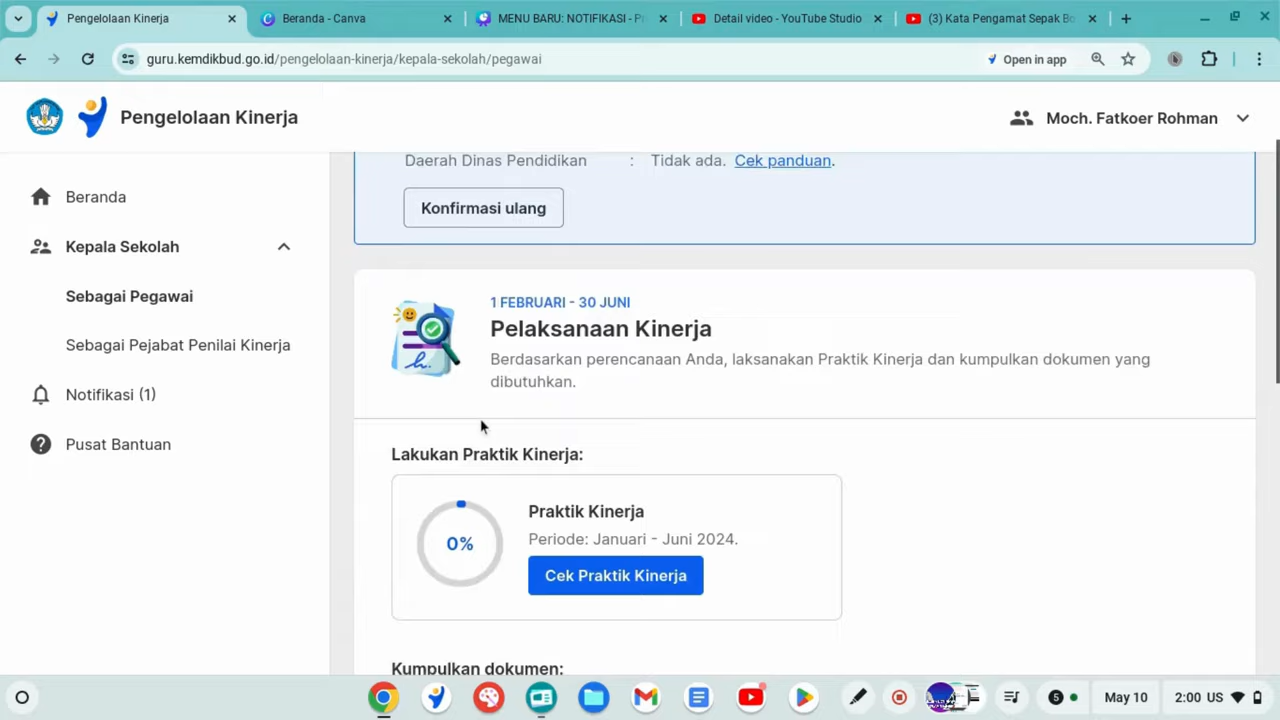 Pengelolaan Kinerja
Beranda - Canva
MENU BARU: NOTIFIKASI - P
Detail video - YouTube Studio
(3) Kata Pengamat Sepak Bo
guru.kemdikbud.go.id/pengelolaan-kinerja/kepala-sekolah/pegawai
Open in app
Pengelolaan Kinerja
Moch. Fatkoer Rohman
Beranda
Kepala Sekolah
Sebagai Pegawai
Sebagai Pejabat Penilai Kinerja
Notifikasi (1)
Pusat Bantuan
Daerah Dinas Pendidikan : Tidak ada. Cek panduan.
Konfirmasi ulang
1 FEBRUARI - 30 JUNI
Pelaksanaan Kinerja
Berdasarkan perencanaan Anda, laksanakan Praktik Kinerja dan kumpulkan dokumen yang
dibutuhkan.
Lakukan Praktik Kinerja:
0%
Praktik Kinerja
Periode: Januari - Juni 2024.
Cek Praktik Kinerja
Kumpulkan dokumen:
5
May 10
2:00 US